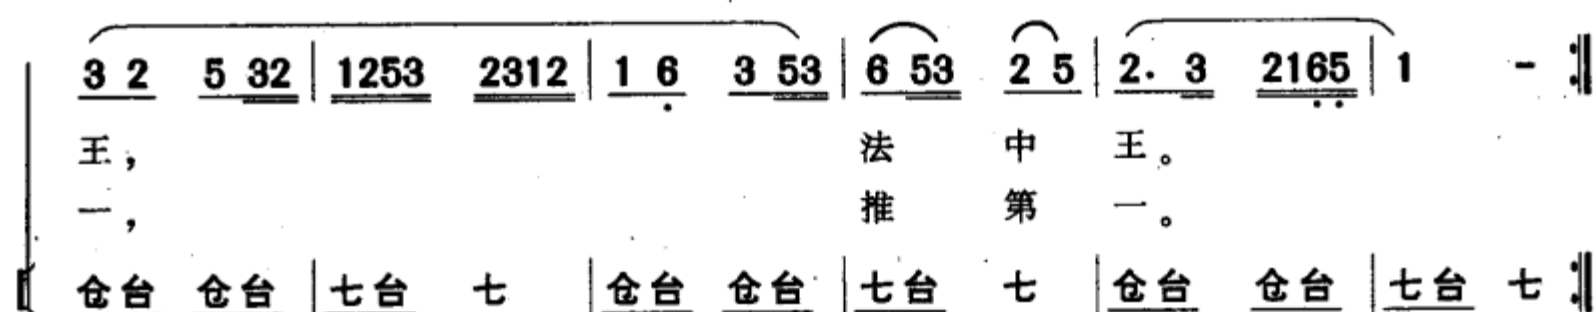 3 2 5 32 | 1253 2312 | 1 6 3 53 | 6 53 2 5 | 2. 3 2165 | 1 - :‖
王， 法 中 王。
一， 推 第 一。
仓台 仓台 | 七台 七 | 仓台 仓台 | 七台 七 | 仓台 仓台 | 七台 七 :‖